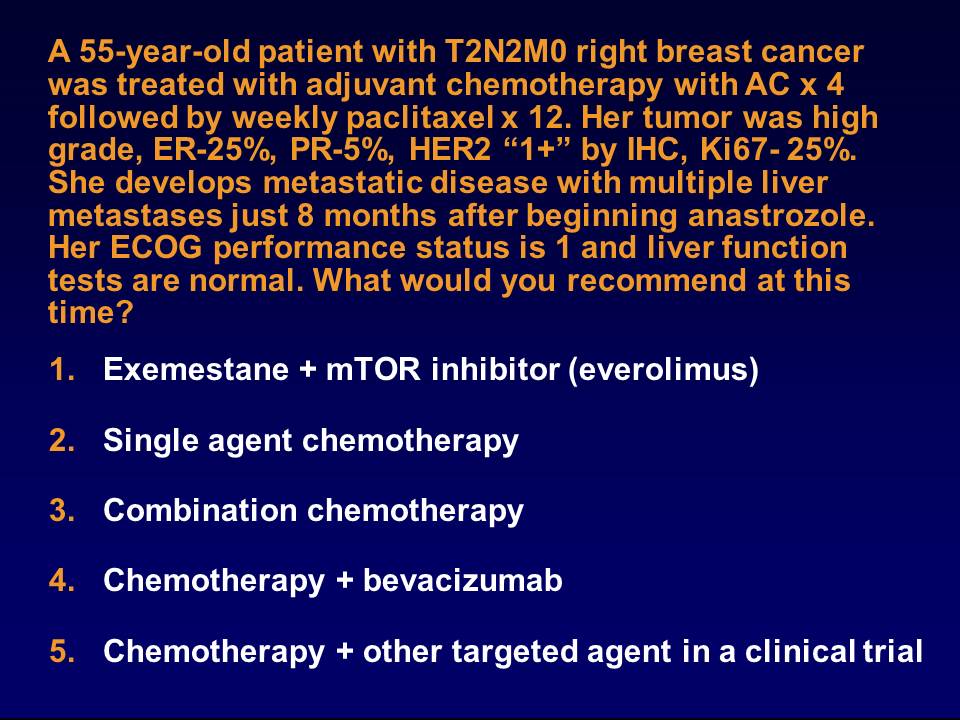 A 55-year-old patient with T2N2M0 right breast cancer
was treated with adjuvant chemotherapy with AC x 4
followed by weekly paclitaxel x 12. Her tumor was high
grade, ER-25%, PR-5%, HER2 “1+” by IHC, Ki67- 25%.
She develops metastatic disease with multiple liver
metastases just 8 months after beginning anastrozole.
Her ECOG performance status is 1 and liver function
tests are normal. What would you recommend at this
time?
1. Exemestane + mTOR inhibitor (everolimus)
2. Single agent chemotherapy
3. Combination chemotherapy
4. Chemotherapy + bevacizumab
5. Chemotherapy + other targeted agent in a clinical trial